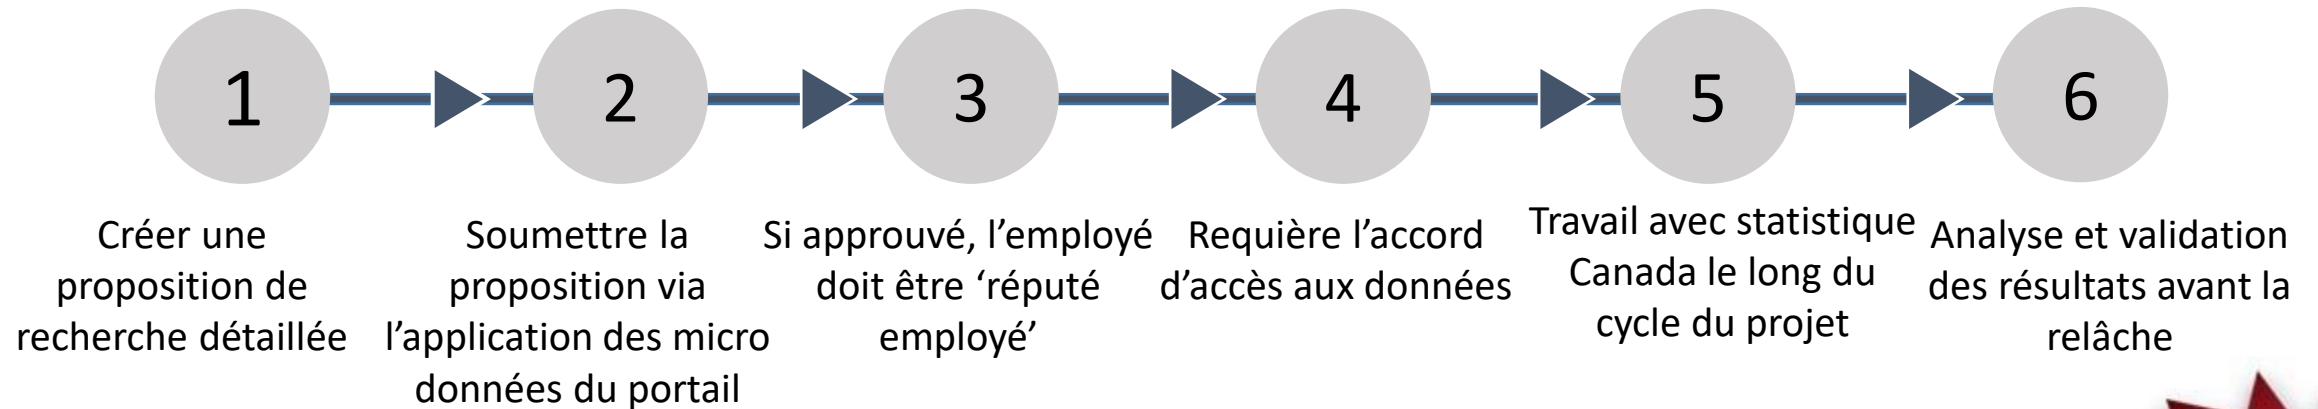 1
Créer une
proposition de
recherche détaillée
2
Soumettre la
proposition via
l’application des micro
données du portail
3
Si approuvé, l’employé
doit être ‘réputé
employé’
4
Requière l’accord
d’accès aux données
5
Travail avec statistique
Canada le long du
cycle du projet
6
Analyse et validation
des résultats avant la
relâche